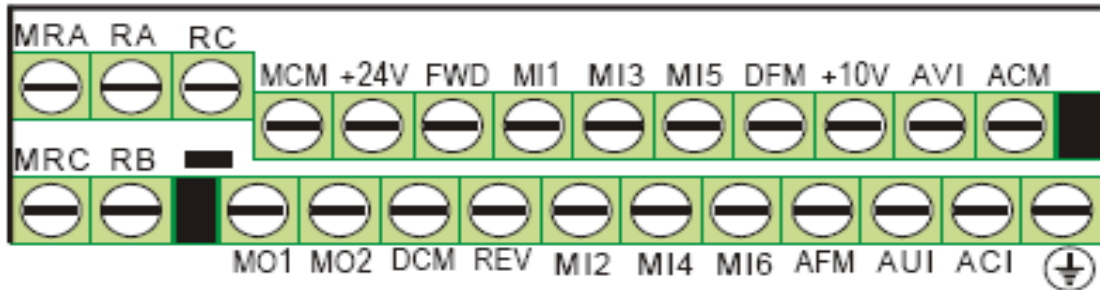 MRA RA RC
MCM +24V FWD MI1 MI3 MI5 DFM +10V AVI ACM
MRC RB
MO1 MO2 DCM REV MI2 MI4 MI6 AFM AUI ACI